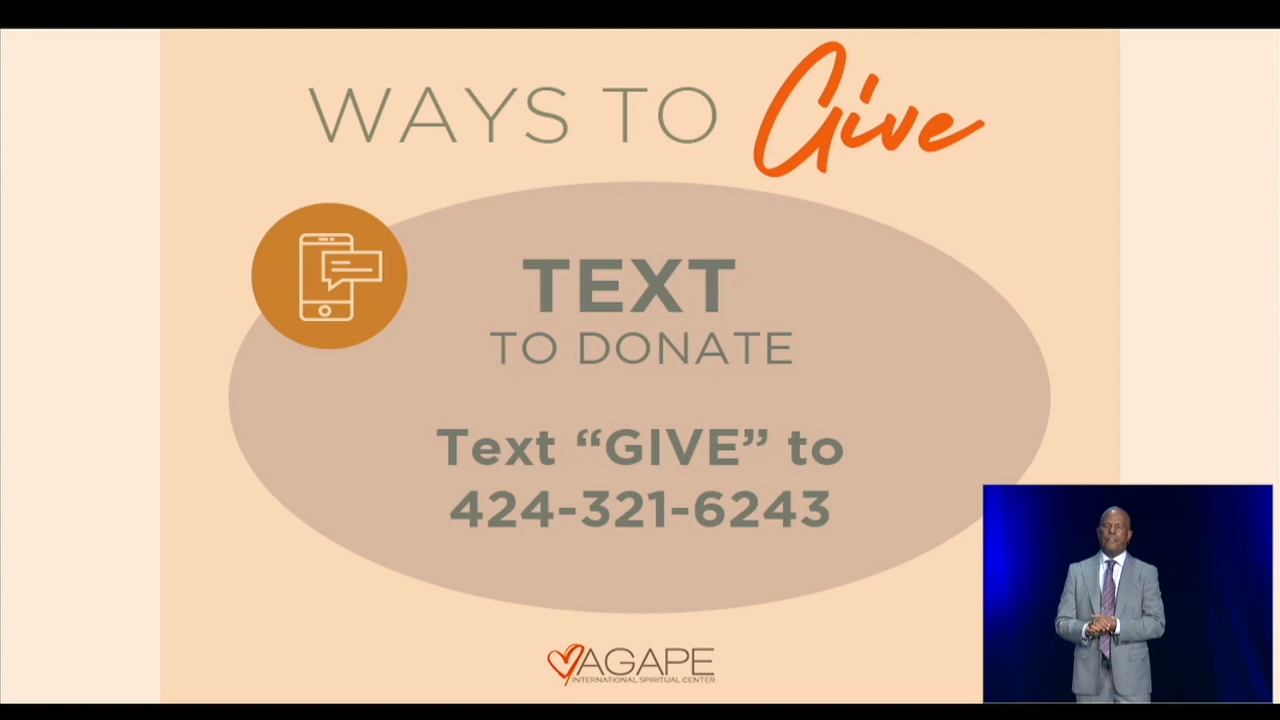 WAYS TO Give
TEXT
TO DONATE
Text “GIVE” to
424-321-6243
AGAPE
INTERNATIONAL SPIRITUAL CENTER